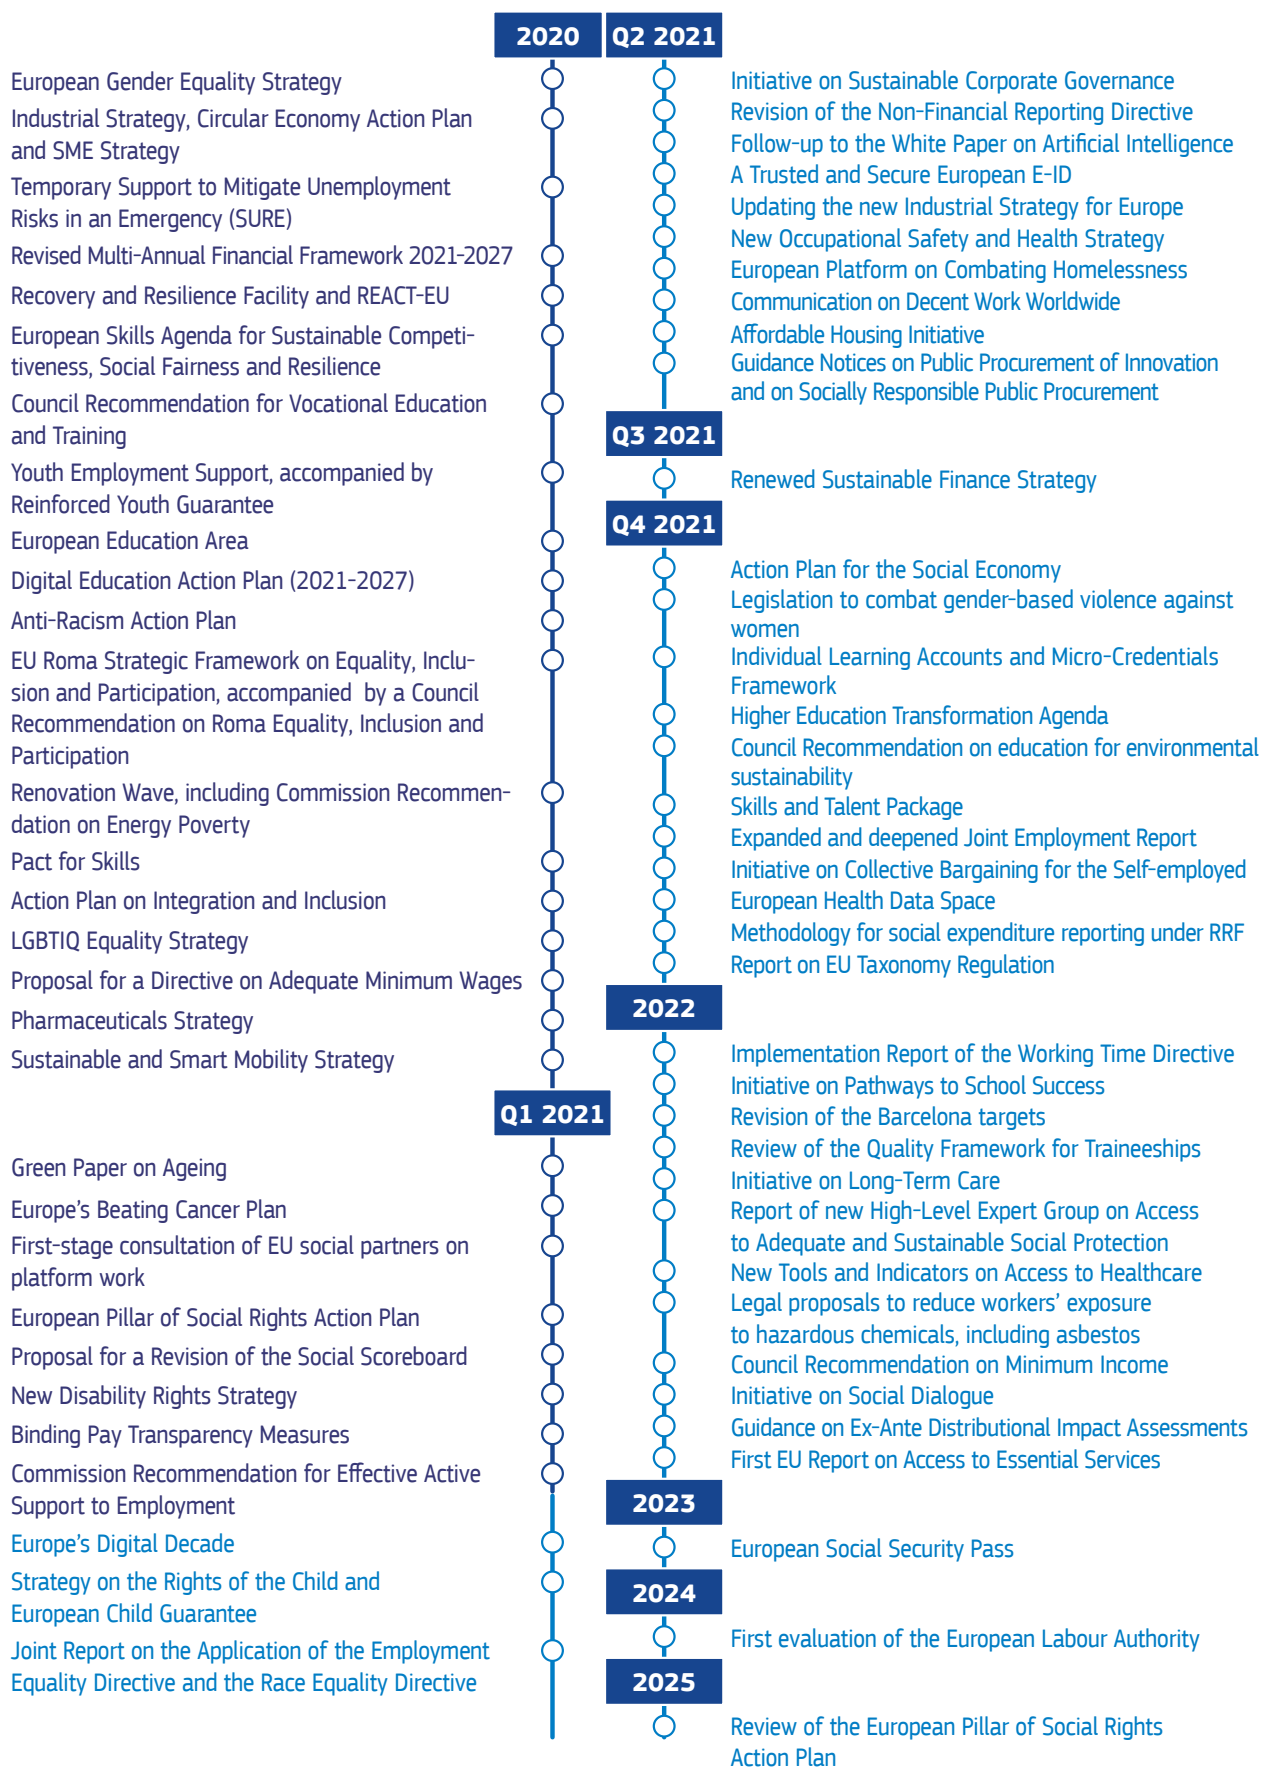 2020
European Gender Equality Strategy
Industrial Strategy, Circular Economy Action Plan
and SME Strategy
Temporary Support to Mitigate Unemployment
Risks in an Emergency (SURE)
Revised Multi-Annual Financial Framework 2021-2027
Recovery and Resilience Facility and REACT-EU
European Skills Agenda for Sustainable Competi-
tiveness, Social Fairness and Resilience
Council Recommendation for Vocational Education
and Training
Youth Employment Support, accompanied by
Reinforced Youth Guarantee
European Education Area
Digital Education Action Plan (2021-2027)
Anti-Racism Action Plan
EU Roma Strategic Framework on Equality, Inclu-
sion and Participation, accompanied by a Council
Recommendation on Roma Equality, Inclusion and
Participation
Renovation Wave, including Commission Recommen-
dation on Energy Poverty
Pact for Skills
Action Plan on Integration and Inclusion
LGBTIQ Equality Strategy
Proposal for a Directive on Adequate Minimum Wages
Pharmaceuticals Strategy
Sustainable and Smart Mobility Strategy
Q1 2021
Green Paper on Ageing
Europe's Beating Cancer Plan
First-stage consultation of EU social partners on
platform work
European Pillar of Social Rights Action Plan
Proposal for a Revision of the Social Scoreboard
New Disability Rights Strategy
Binding Pay Transparency Measures
Commission Recommendation for Effective Active
Support to Employment
Europe's Digital Decade
Strategy on the Rights of the Child and
European Child Guarantee
Joint Report on the Application of the Employment
Equality Directive and the Race Equality Directive
Q2 2021
Initiative on Sustainable Corporate Governance
Revision of the Non-Financial Reporting Directive
Follow-up to the White Paper on Artificial Intelligence
A Trusted and Secure European E-ID
Updating the new Industrial Strategy for Europe
New Occupational Safety and Health Strategy
European Platform on Combating Homelessness
Communication on Decent Work Worldwide
Affordable Housing Initiative
Guidance Notices on Public Procurement of Innovation
and on Socially Responsible Public Procurement
Q3 2021
Renewed Sustainable Finance Strategy
Q4 2021
Action Plan for the Social Economy
Legislation to combat gender-based violence against
women
Individual Learning Accounts and Micro-Credentials
Framework
Higher Education Transformation Agenda
Council Recommendation on education for environmental
sustainability
Skills and Talent Package
Expanded and deepened Joint Employment Report
Initiative on Collective Bargaining for the Self-employed
European Health Data Space
Methodology for social expenditure reporting under RRF
Report on EU Taxonomy Regulation
2022
Implementation Report of the Working Time Directive
Initiative on Pathways to School Success
Revision of the Barcelona targets
Review of the Quality Framework for Traineeships
Initiative on Long-Term Care
Report of new High-Level Expert Group on Access
to Adequate and Sustainable Social Protection
New Tools and Indicators on Access to Healthcare
Legal proposals to reduce workers' exposure
to hazardous chemicals, including asbestos
Council Recommendation on Minimum Income
Initiative on Social Dialogue
Guidance on Ex-Ante Distributional Impact Assessments
First EU Report on Access to Essential Services
2023
European Social Security Pass
2024
First evaluation of the European Labour Authority
2025
Review of the European Pillar of Social Rights
Action Plan